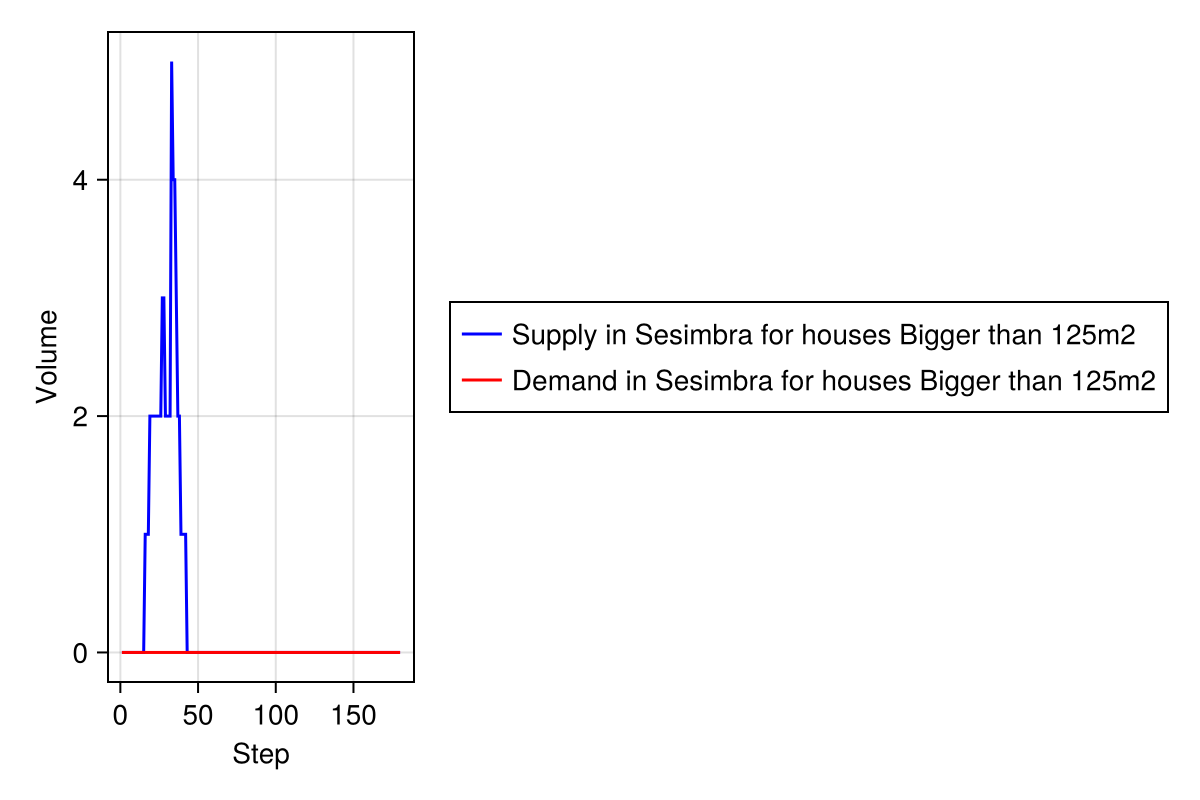 Volume
4
2
0
0 50 100 150
Step
Supply in Sesimbra for houses Bigger than 125m2
Demand in Sesimbra for houses Bigger than 125m2